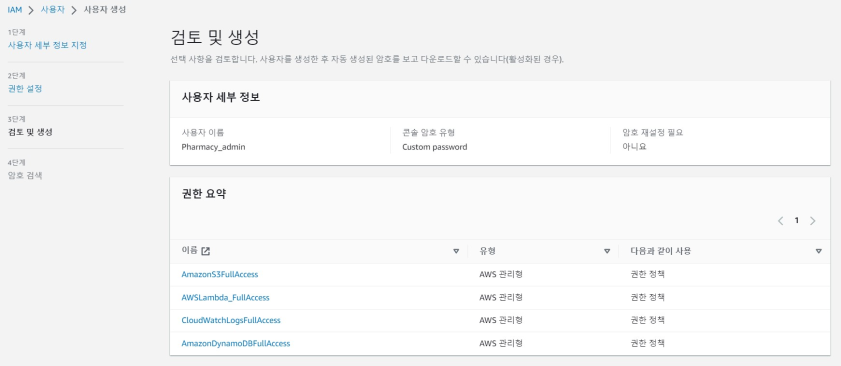 IAM > 사용자 > 사용자 생성
1단계
사용자 세부 정보 지정
2단계
권한 설정
3단계
검토 및 생성
4단계
암호 검색
검토 및 생성
선택 사항을 검토합니다. 사용자를 생성한 후 자동 생성된 암호를 보고 다운로드할 수 있습니다(활성화된 경우).
사용자 세부 정보
사용자 이름 콘솔 암호 유형 암호 재설정 필요
Pharmacy_admin Custom password 아니요
권한 요약
< 1 >
이름 유형 다음과 같이 사용
AmazonS3FullAccess AWS 관리형 권한 정책
AWSLambda_FullAccess AWS 관리형 권한 정책
CloudWatchLogsFullAccess AWS 관리형 권한 정책
AmazonDynamoDBFullAccess AWS 관리형 권한 정책